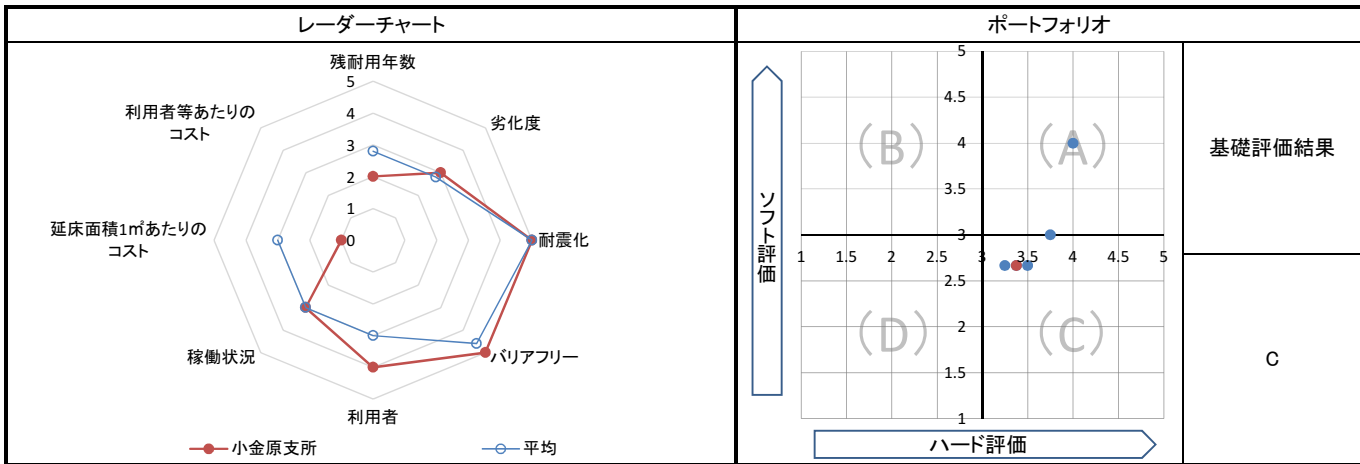 レーダーチャート
残耐用年数
劣化度
耐震化
バリアフリー
利用者
稼働状況
延床面積1㎡あたりの
コスト
利用者等あたりの
コスト
5
4
3
2
1
0
小金原支所
平均
ポートフォリオ
ソフト評価
5
4.5
4
3.5
3
2.5
2
1.5
1
1 1.5 2 2.5 3 3.5 4 4.5 5
(B)
(A)
(D)
(C)
ハード評価
基礎評価結果
C